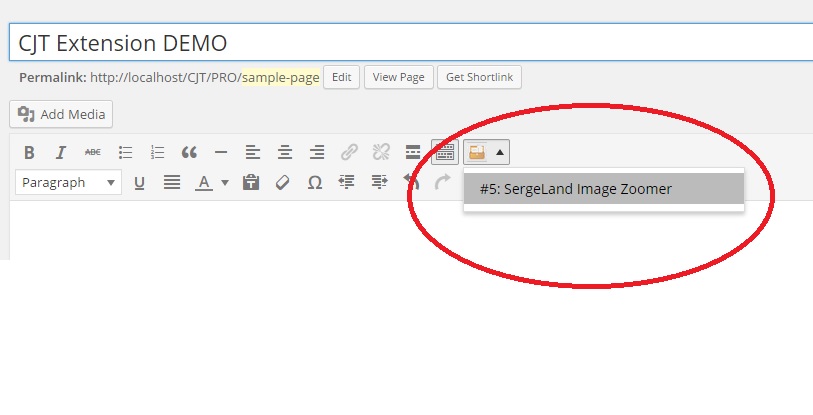 CJT Extension DEMO
Permalink: http://localhost/CJT/PRO/sample-page Edit View Page Get Shortlink
Add Media
B I ABC
Paragraph U A Ω
#5: SergeLand Image Zoomer